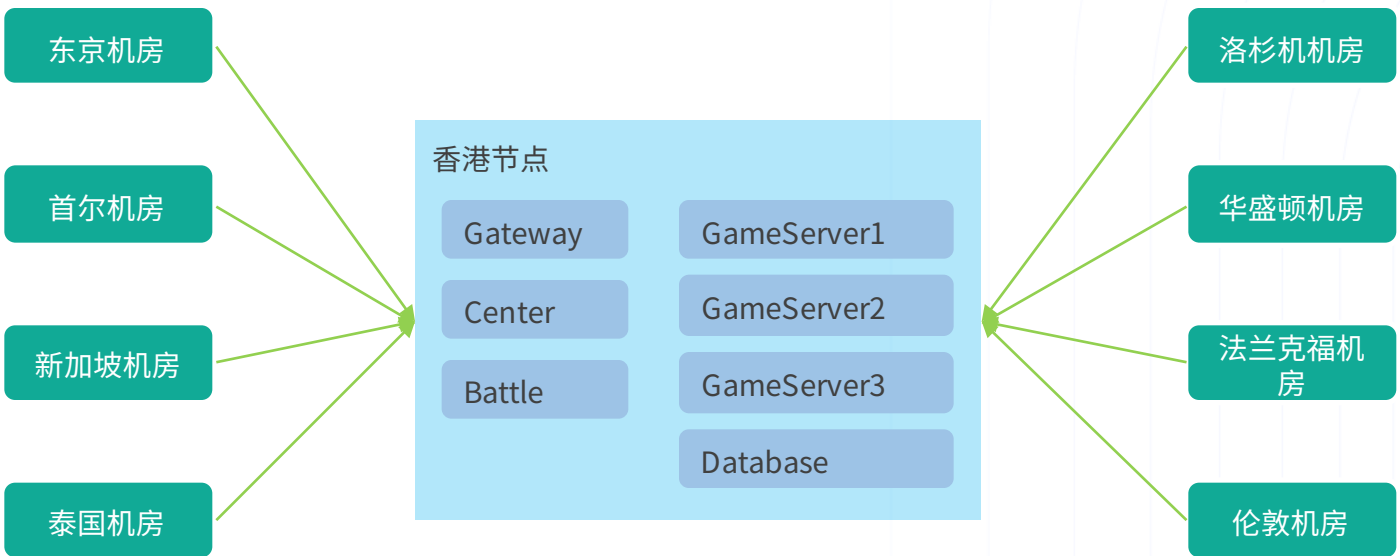 东京机房
首尔机房
新加坡机房
泰国机房
香港节点
Gateway
Center
Battle
GameServer1
GameServer2
GameServer3
Database
洛杉机机房
华盛顿机房
法兰克福机
房
伦敦机房